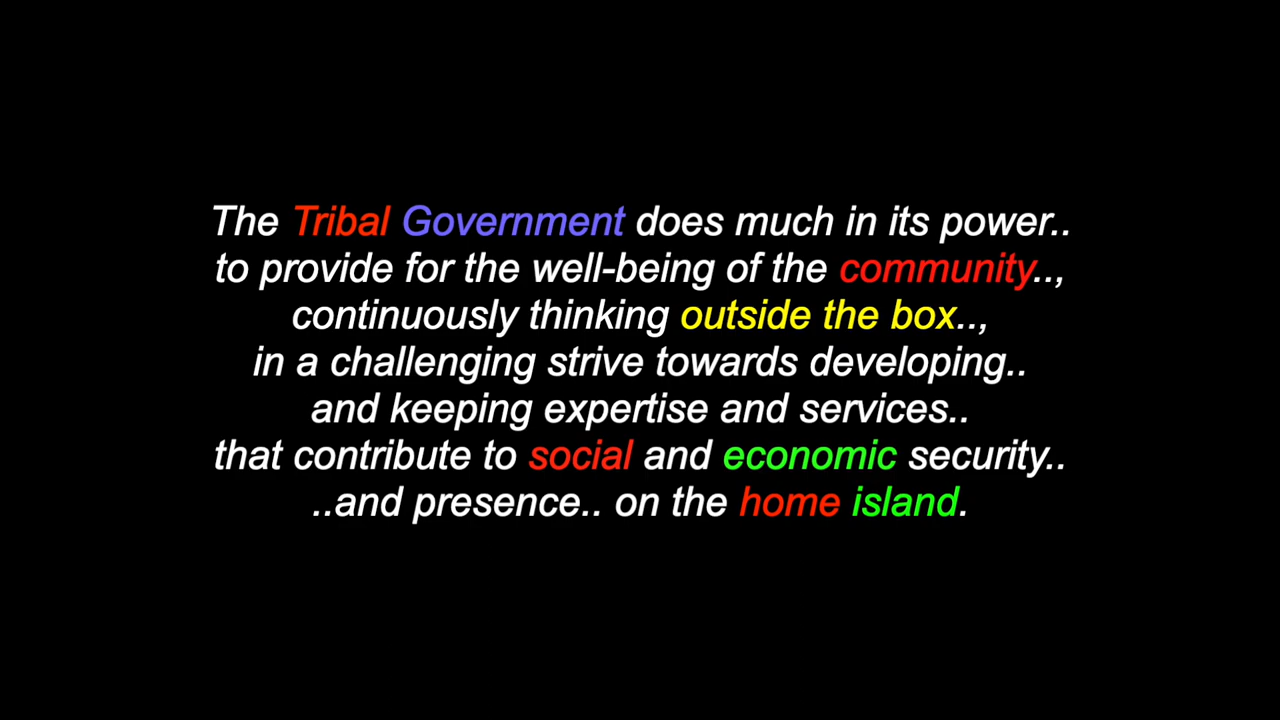 The Tribal Government does much in its power..
to provide for the well-being of the community..,
continuously thinking outside the box..,
in a challenging strive towards developing..
and keeping expertise and services..
that contribute to social and economic security..
..and presence.. on the home island.